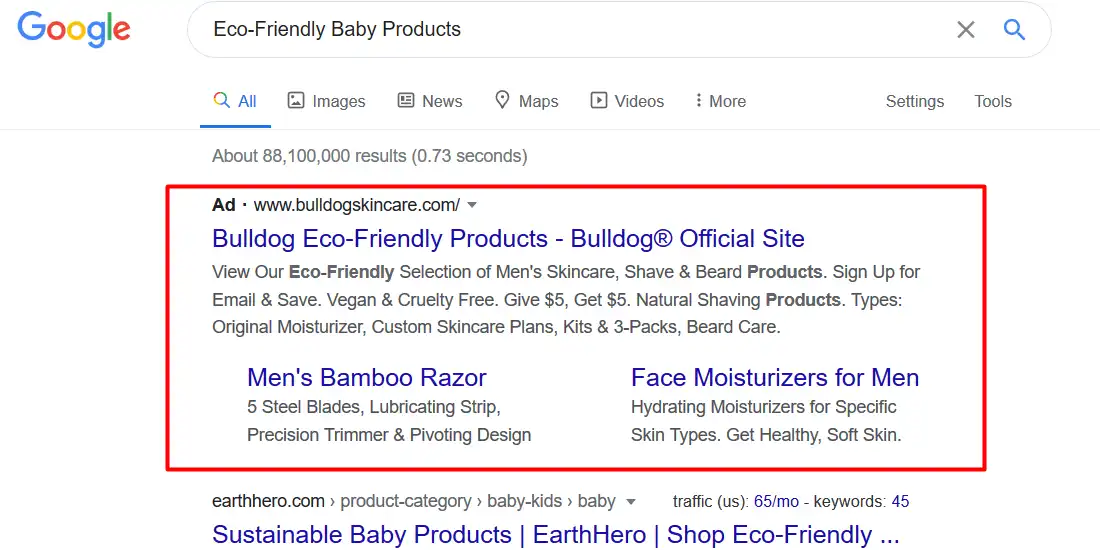 Google
Eco-Friendly Baby Products
All Images News Maps Videos More Settings Tools
About 88,100,000 results (0.73 seconds)
Ad · www.bulldogskincare.com/
Bulldog Eco-Friendly Products - Bulldog® Official Site
View Our Eco-Friendly Selection of Men's Skincare, Shave & Beard Products. Sign Up for
Email & Save. Vegan & Cruelty Free. Give $5, Get $5. Natural Shaving Products. Types:
Original Moisturizer, Custom Skincare Plans, Kits & 3-Packs, Beard Care.
Men's Bamboo Razor
5 Steel Blades, Lubricating Strip,
Precision Trimmer & Pivoting Design
Face Moisturizers for Men
Hydrating Moisturizers for Specific
Skin Types. Get Healthy, Soft Skin.
earthhero.com › product-category › baby-kids › baby traffic (us): 65/mo - keywords: 45
Sustainable Baby Products | EarthHero | Shop Eco-Friendly ...